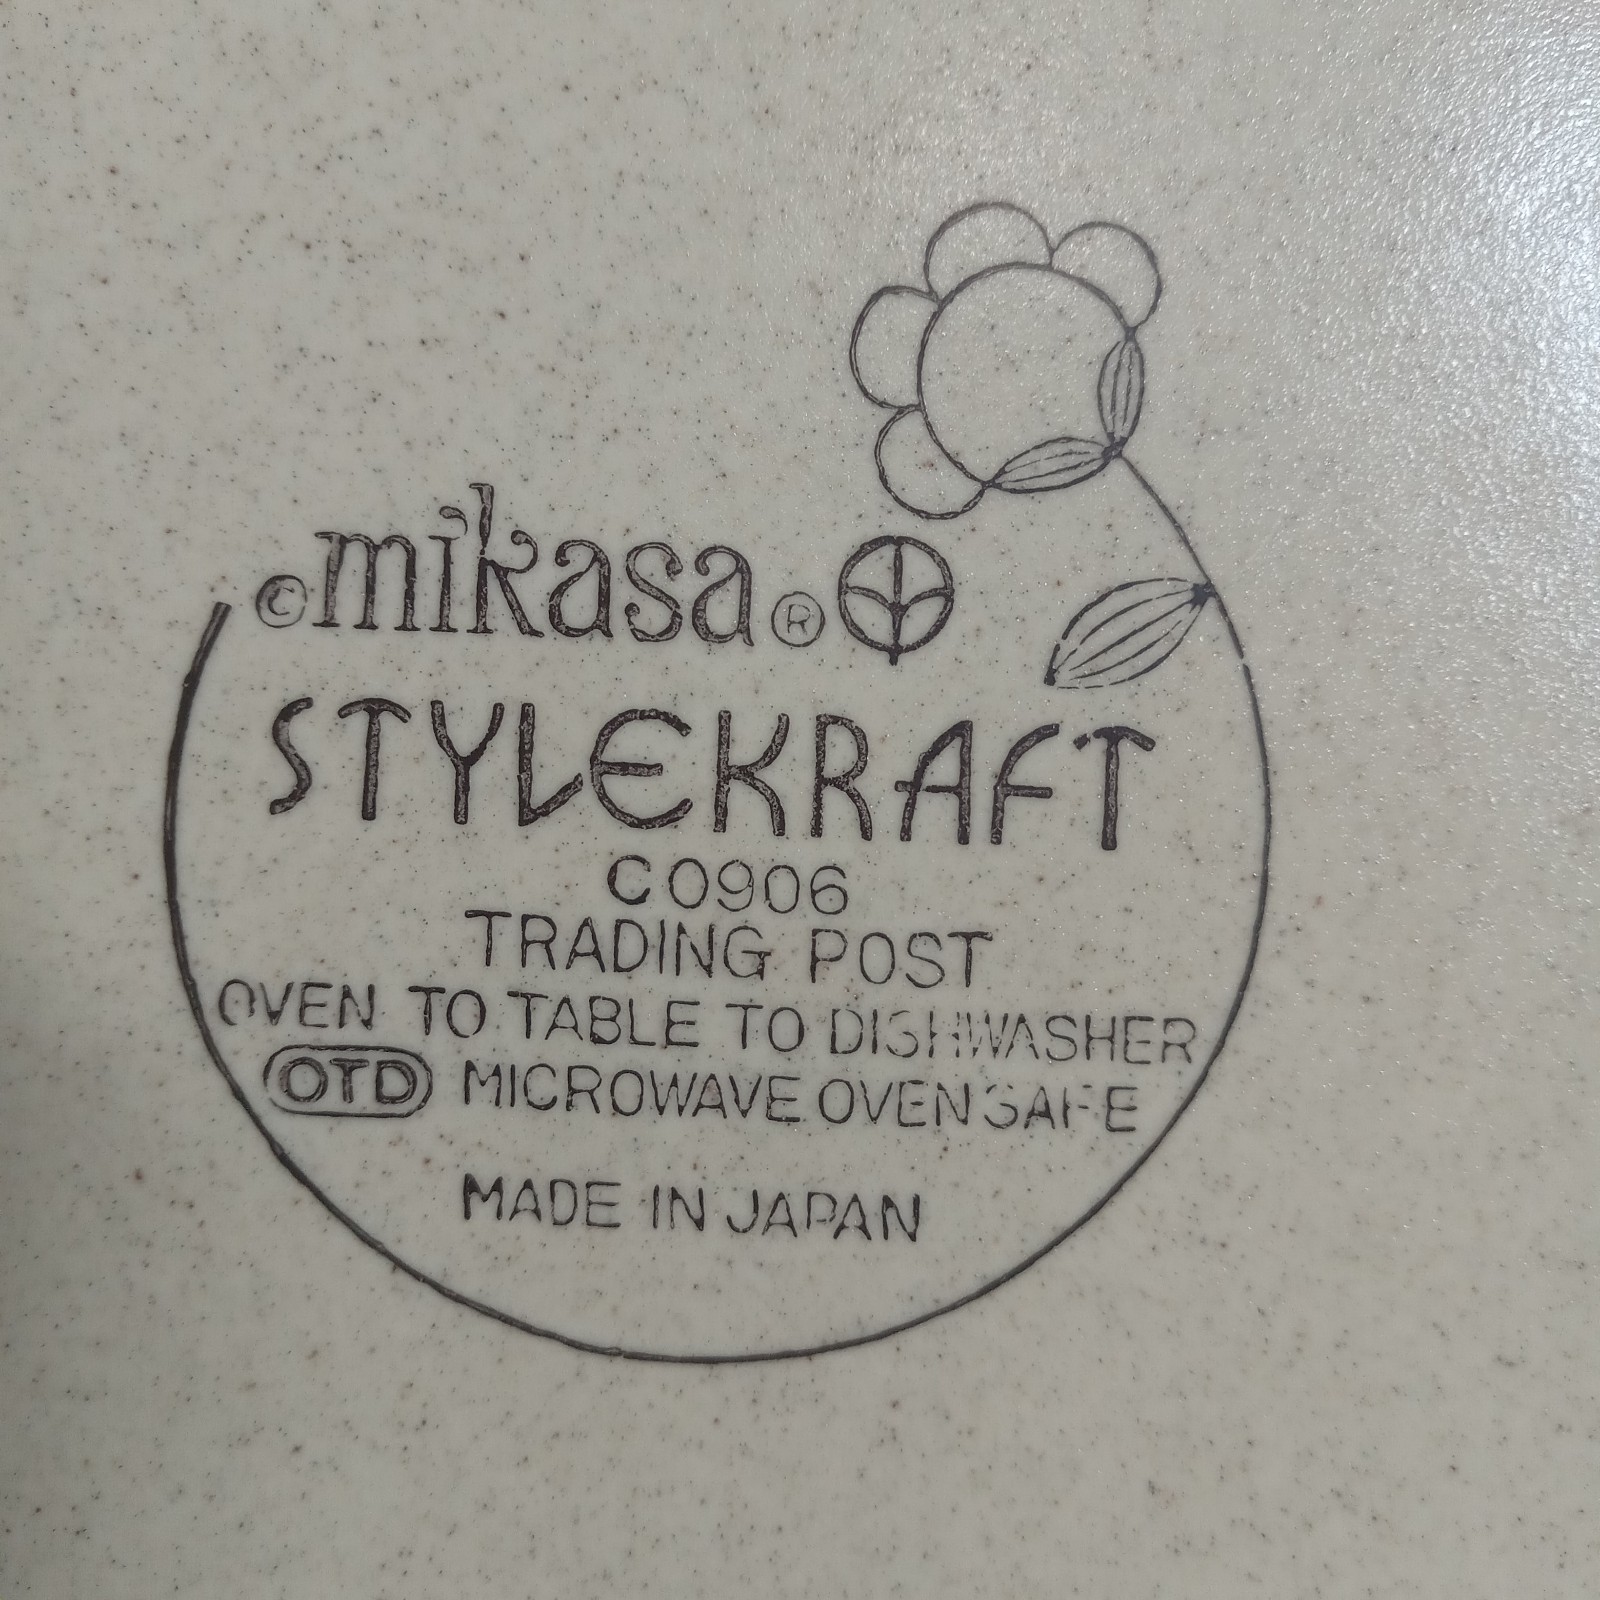 ©mikasa®
STYLEKRAFT
C0906
TRADING POST
OVEN TO TABLE TO DISHWASHER
OTD MICROWAVE OVEN SAFE
MADE IN JAPAN